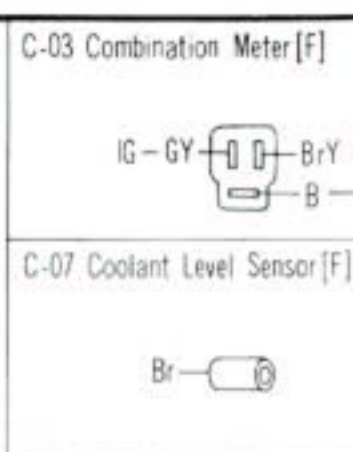 C-03 Combination Meter[F]
IG – GY
BrY
B
C-07 Coolant Level Sensor[F]
Br